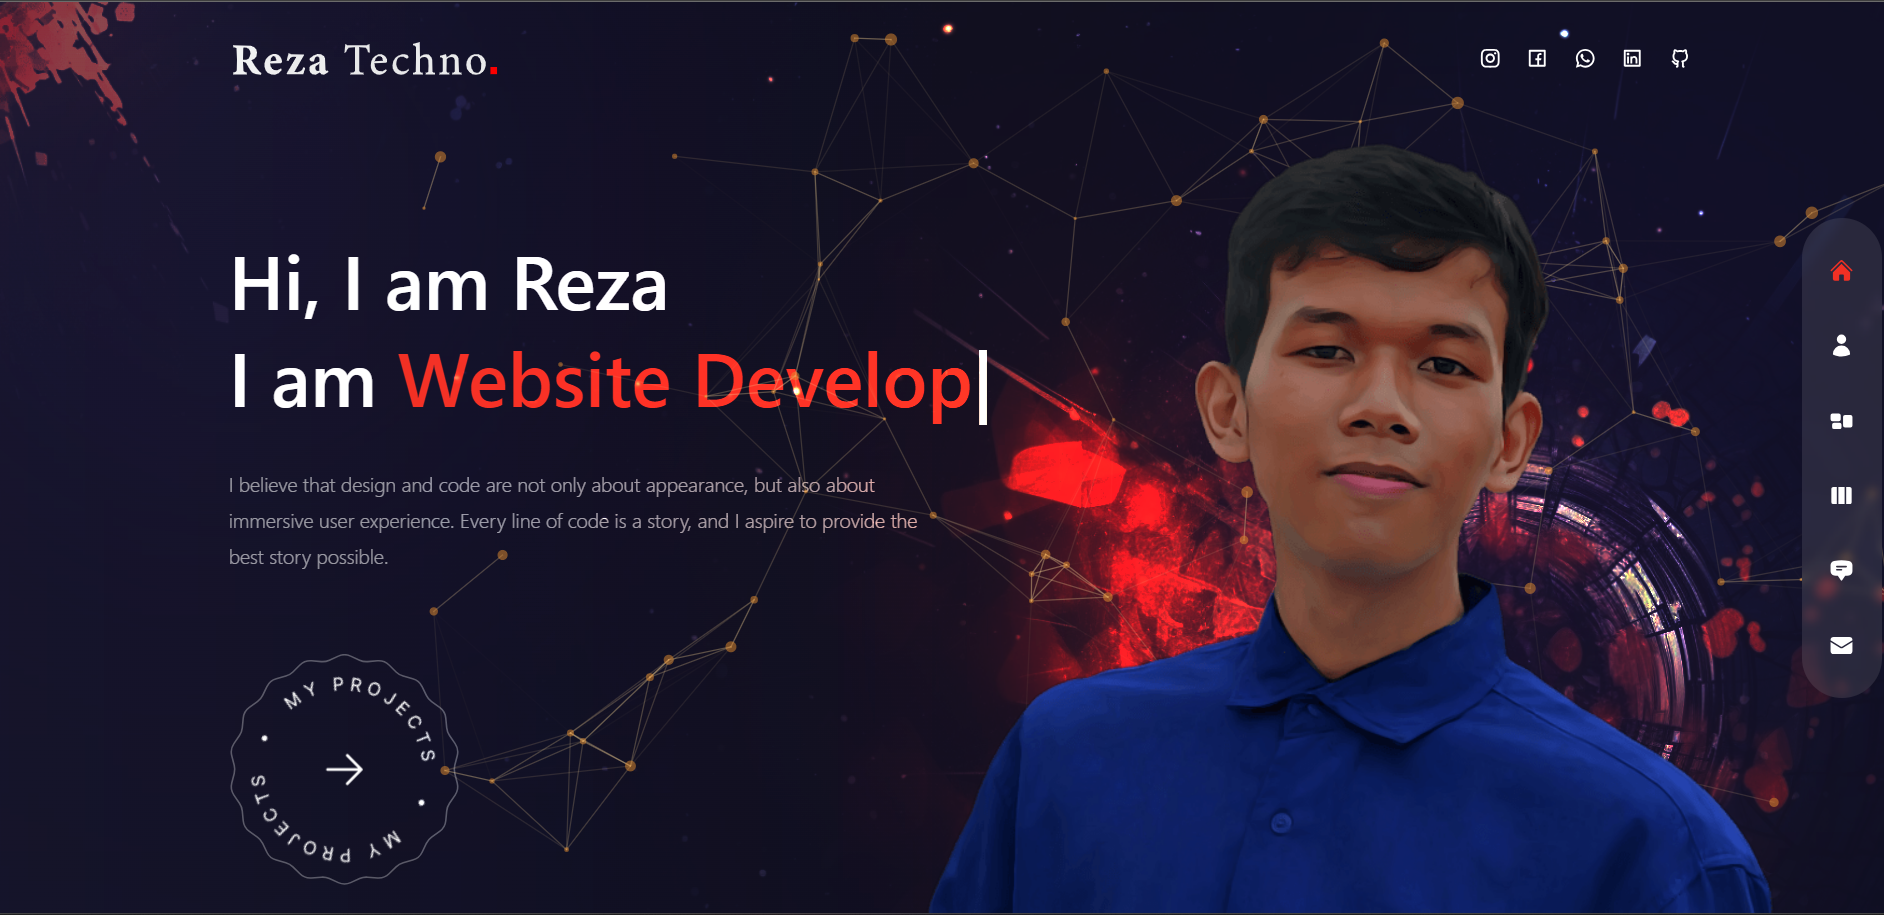 Reza Techno.
Hi, I am Reza
I am Website Develop
I believe that design and code are not only about appearance, but also about
immersive user experience. Every line of code is a story, and I aspire to provide the
best story possible.
MY PROJECTS
MY PROJECTS